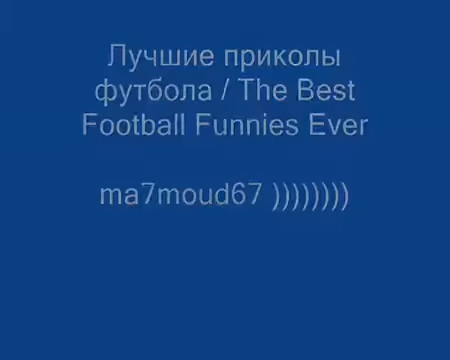 Лучшие приколы
футбола / The Best
Football Funnies Ever
ma7moud67 ))))))))